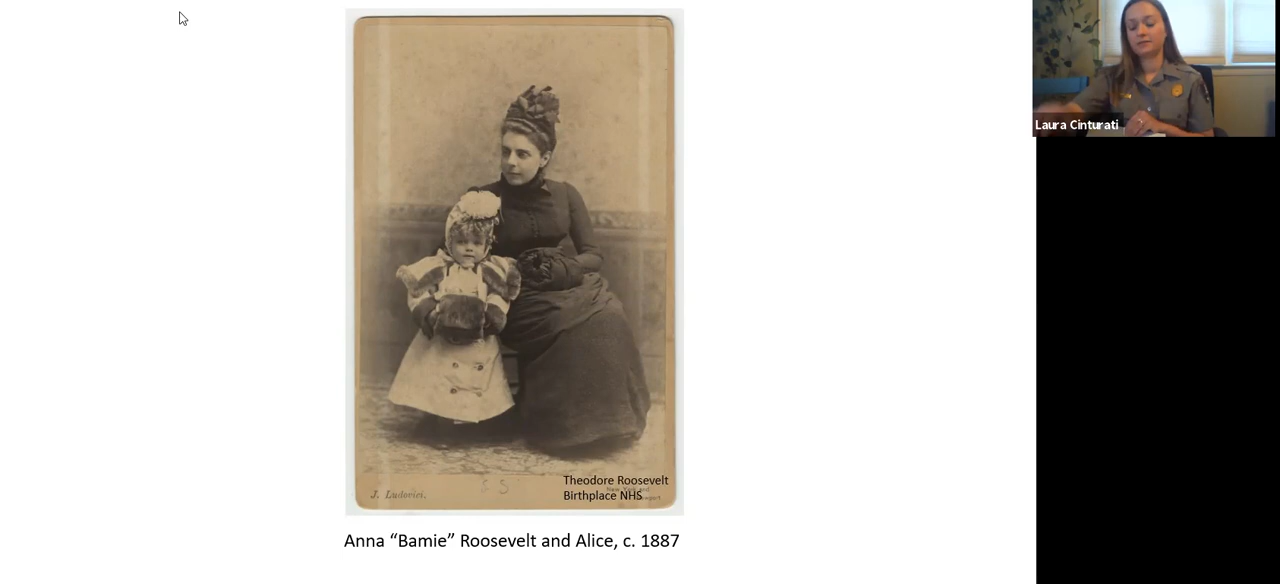 Laura Cinturati
Theodore Roosevelt
Birthplace NHS
J. Ludovici.
Anna “Bamie” Roosevelt and Alice, c. 1887